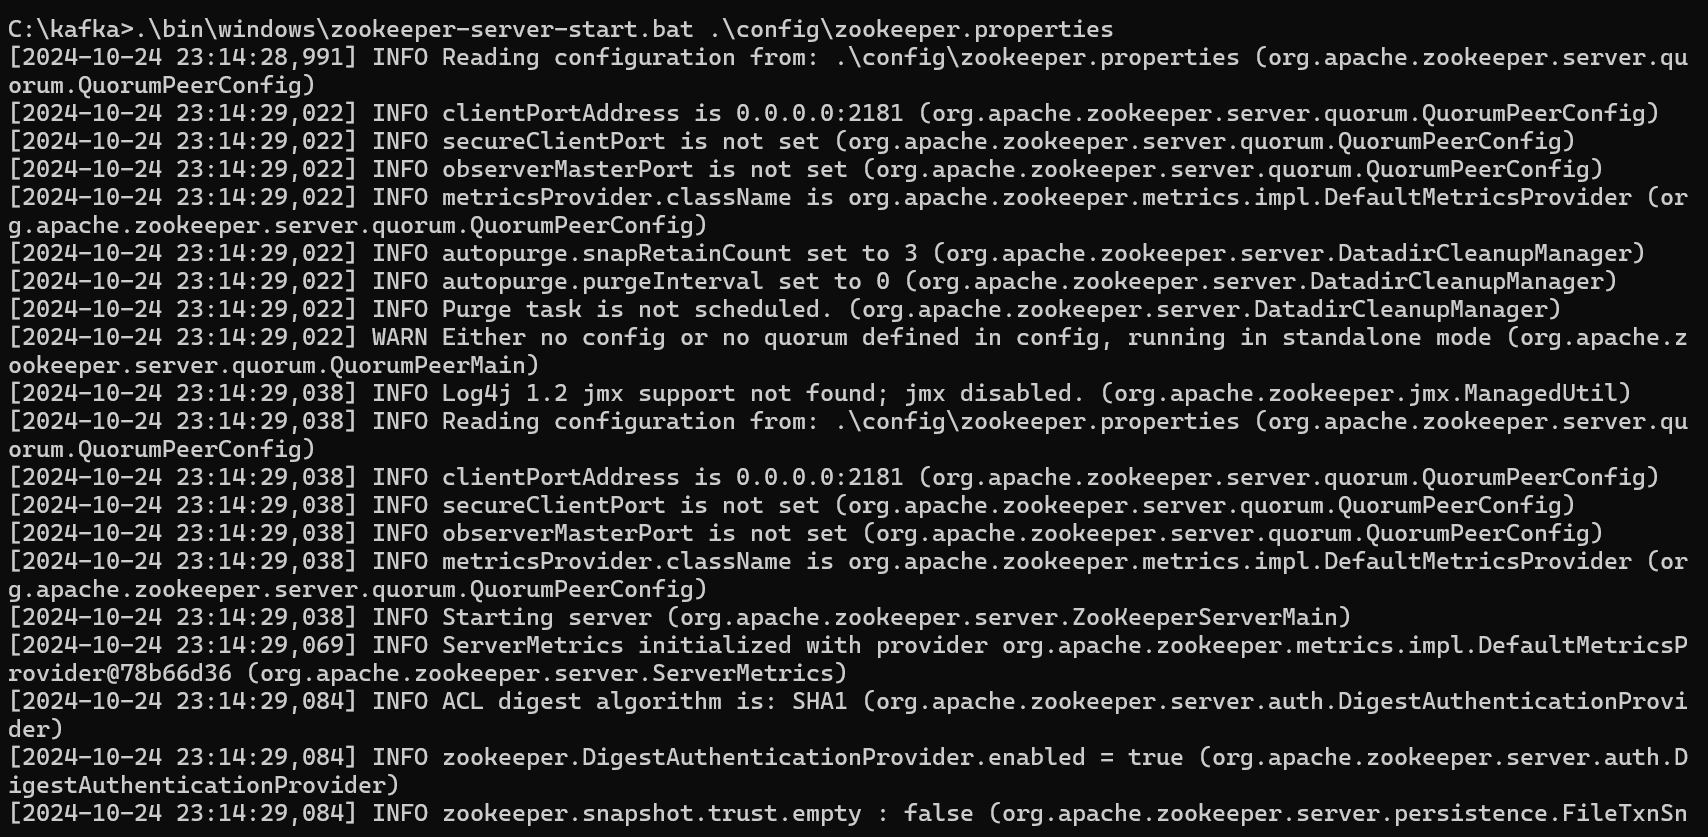 C:\kafka>.\bin\windows\zookeeper-server-start.bat .\config\zookeeper.properties
[2024-10-24 23:14:28,991] INFO Reading configuration from: .\config\zookeeper.properties (org.apache.zookeeper.server.qu
orum.QuorumPeerConfig)
[2024-10-24 23:14:29,022] INFO clientPortAddress is 0.0.0.0:2181 (org.apache.zookeeper.server.quorum.QuorumPeerConfig)
[2024-10-24 23:14:29,022] INFO secureClientPort is not set (org.apache.zookeeper.server.quorum.QuorumPeerConfig)
[2024-10-24 23:14:29,022] INFO observerMasterPort is not set (org.apache.zookeeper.server.quorum.QuorumPeerConfig)
[2024-10-24 23:14:29,022] INFO metricsProvider.className is org.apache.zookeeper.metrics.impl.DefaultMetricsProvider (or
g.apache.zookeeper.server.quorum.QuorumPeerConfig)
[2024-10-24 23:14:29,022] INFO autopurge.snapRetainCount set to 3 (org.apache.zookeeper.server.DatadirCleanupManager)
[2024-10-24 23:14:29,022] INFO autopurge.purgeInterval set to 0 (org.apache.zookeeper.server.DatadirCleanupManager)
[2024-10-24 23:14:29,022] INFO Purge task is not scheduled. (org.apache.zookeeper.server.DatadirCleanupManager)
[2024-10-24 23:14:29,022] WARN Either no config or no quorum defined in config, running in standalone mode (org.apache.z
ookeeper.server.quorum.QuorumPeerMain)
[2024-10-24 23:14:29,038] INFO Log4j 1.2 jmx support not found; jmx disabled. (org.apache.zookeeper.jmx.ManagedUtil)
[2024-10-24 23:14:29,038] INFO Reading configuration from: .\config\zookeeper.properties (org.apache.zookeeper.server.qu
orum.QuorumPeerConfig)
[2024-10-24 23:14:29,038] INFO clientPortAddress is 0.0.0.0:2181 (org.apache.zookeeper.server.quorum.QuorumPeerConfig)
[2024-10-24 23:14:29,038] INFO secureClientPort is not set (org.apache.zookeeper.server.quorum.QuorumPeerConfig)
[2024-10-24 23:14:29,038] INFO observerMasterPort is not set (org.apache.zookeeper.server.quorum.QuorumPeerConfig)
[2024-10-24 23:14:29,038] INFO metricsProvider.className is org.apache.zookeeper.metrics.impl.DefaultMetricsProvider (or
g.apache.zookeeper.server.quorum.QuorumPeerConfig)
[2024-10-24 23:14:29,038] INFO Starting server (org.apache.zookeeper.server.ZooKeeperServerMain)
[2024-10-24 23:14:29,069] INFO ServerMetrics initialized with provider org.apache.zookeeper.metrics.impl.DefaultMetricsP
rovider@78b66d36 (org.apache.zookeeper.server.ServerMetrics)
[2024-10-24 23:14:29,084] INFO ACL digest algorithm is: SHA1 (org.apache.zookeeper.server.auth.DigestAuthenticationProvi
der)
[2024-10-24 23:14:29,084] INFO zookeeper.DigestAuthenticationProvider.enabled = true (org.apache.zookeeper.server.auth.D
igestAuthenticationProvider)
[2024-10-24 23:14:29,084] INFO zookeeper.snapshot.trust.empty : false (org.apache.zookeeper.server.persistence.FileTxnSn